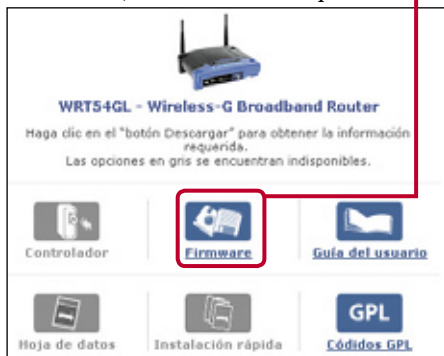 WRT54GL - Wireless-G Broadband Router
Haga clic en el "botón Descargar" para obtener la información
requerida.
Las opciones en gris se encuentran indisponibles.
Controlador Firmware Guía del usuario
GPL
Hoja de datos Instalación rápida Códidos GPL